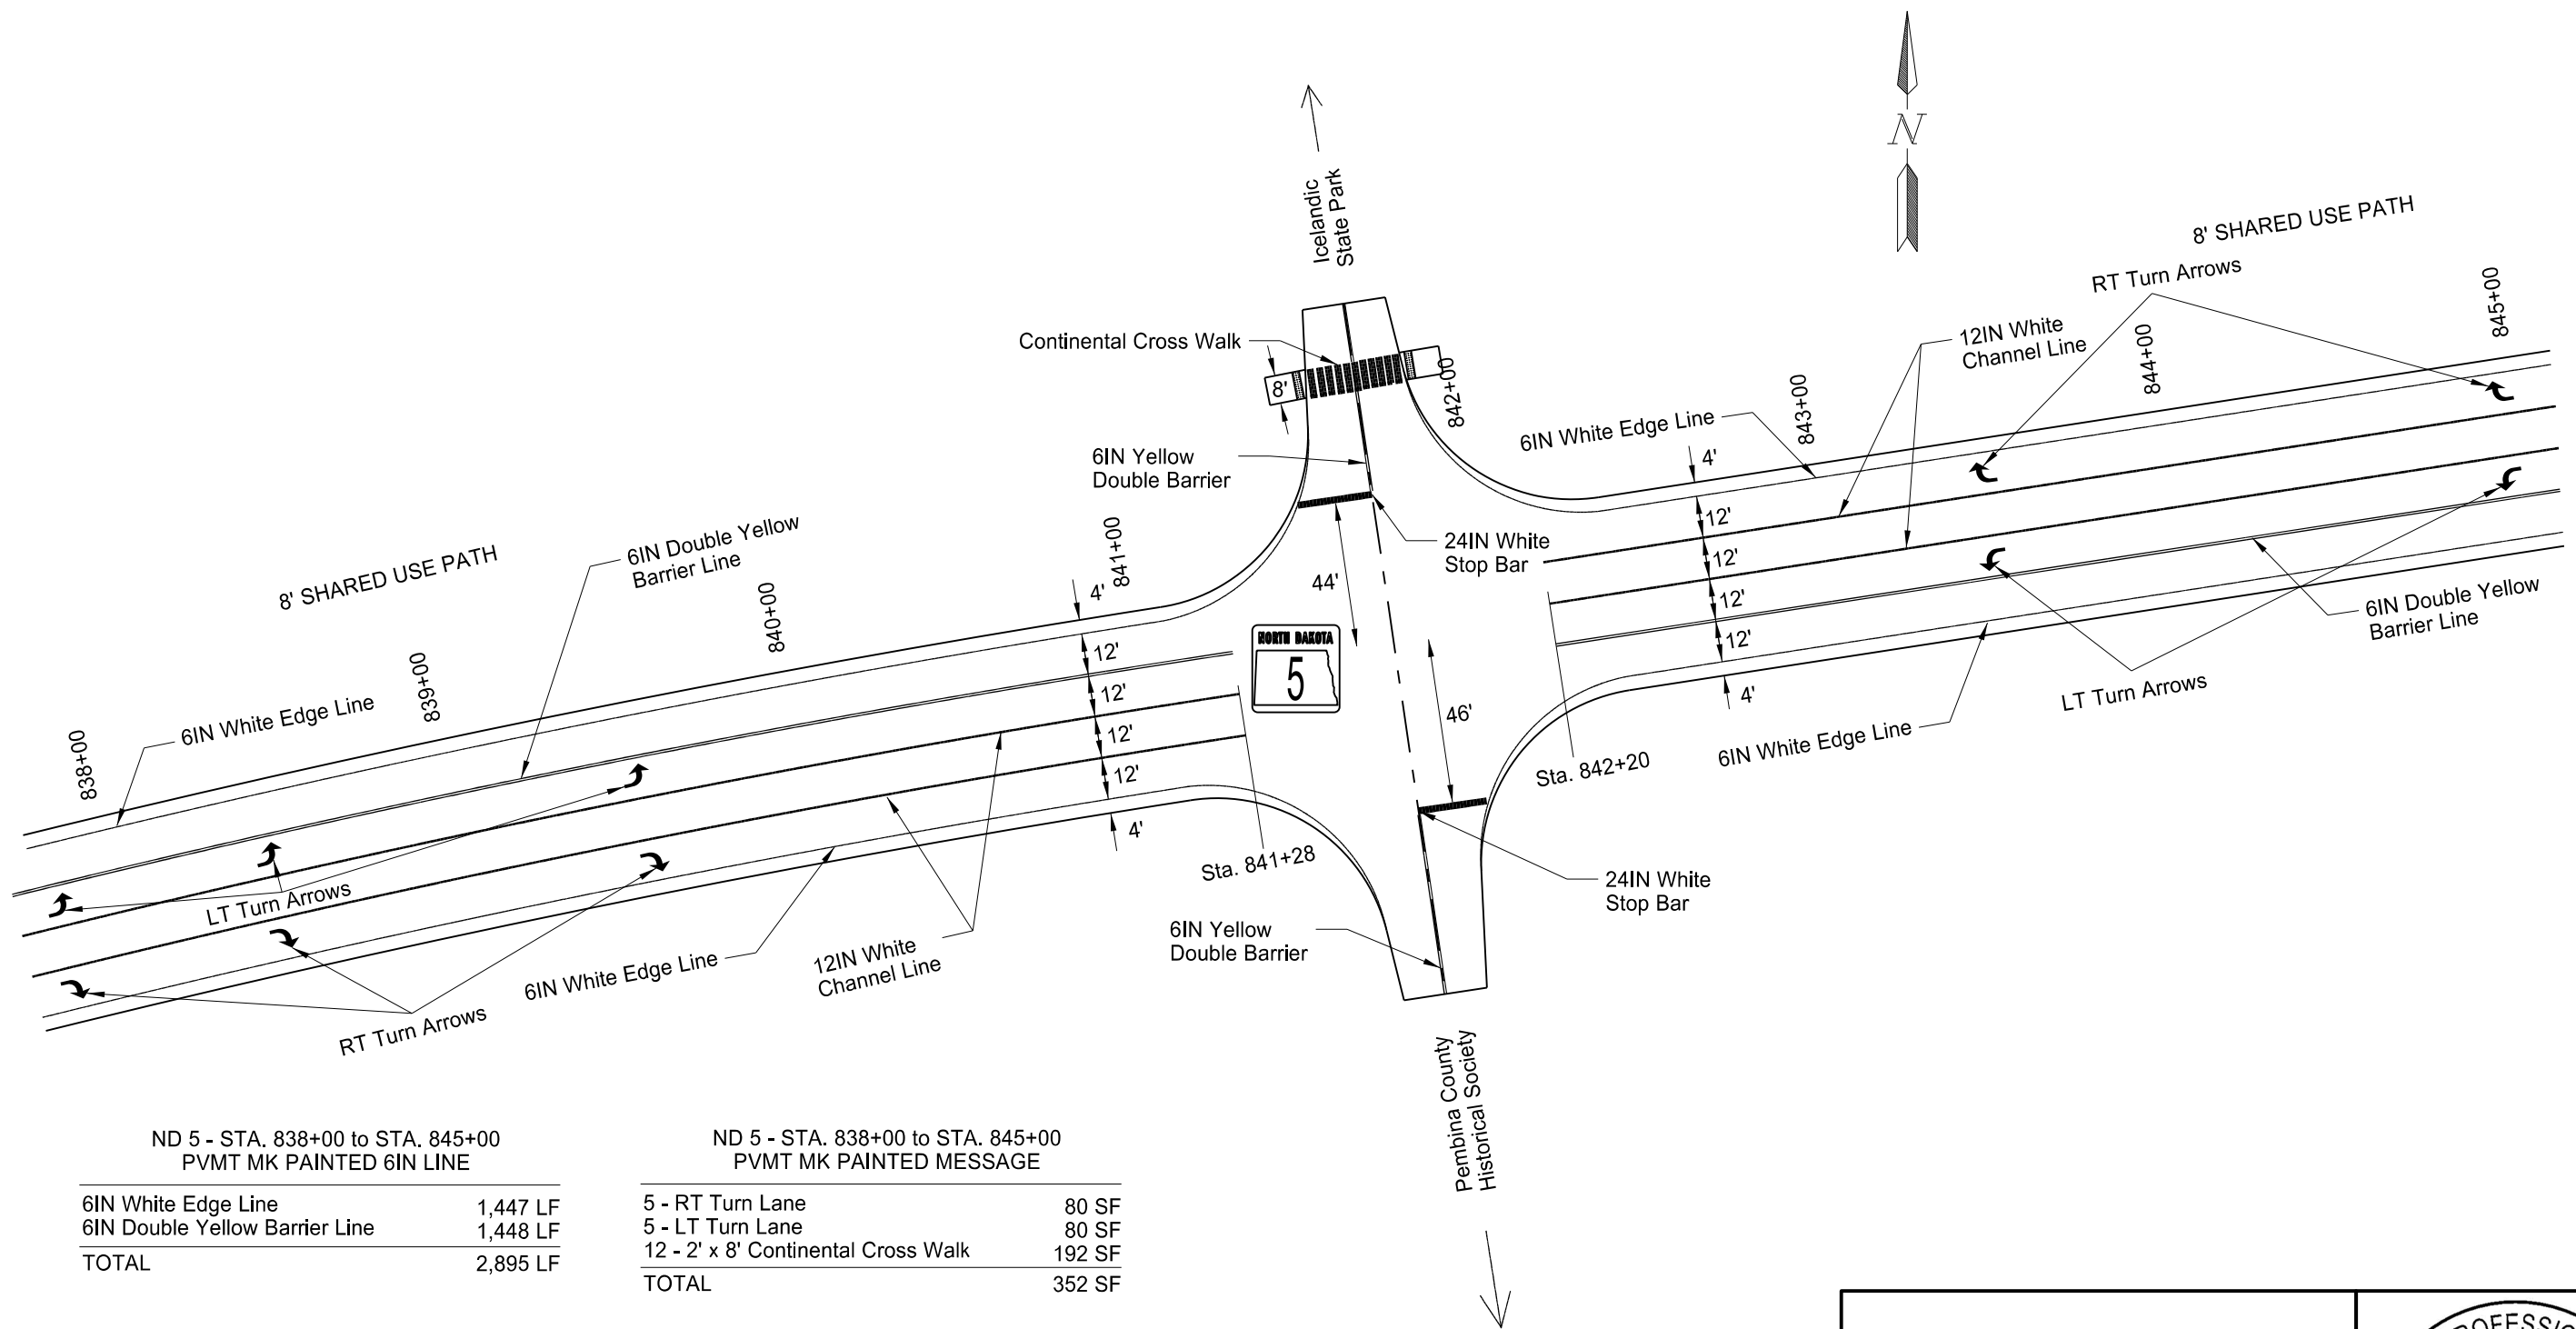 N
Icelandic
State Park
8' SHARED USE PATH
RT Turn Arrows
845+00
Continental Cross Walk
12IN White
Channel Line
844+00
8'
842+00
843+00
6IN White Edge Line
4'
6IN Yellow
Double Barrier
12'
12'
12'
12'
4'
24IN White
Stop Bar
44'
6IN Double Yellow
Barrier Line
8' SHARED USE PATH
841+00
840+00
4'
6IN Double Yellow
Barrier Line
NORTH DAKOTA
5
46'
LT Turn Arrows
839+00
12'
12'
12'
12'
4'
6IN White Edge Line
838+00
Sta. 842+20
6IN White Edge Line
Sta. 841+28
LT Turn Arrows
24IN White
Stop Bar
6IN Yellow
Double Barrier
12IN White
Channel Line
6IN White Edge Line
RT Turn Arrows
Pembina County
Historical Society
ND 5 - STA. 838+00 to STA. 845+00
PVMT MK PAINTED 6IN LINE
6IN White Edge Line 1,447 LF
6IN Double Yellow Barrier Line 1,448 LF
TOTAL 2,895 LF
ND 5 - STA. 838+00 to STA. 845+00
PVMT MK PAINTED MESSAGE
5 - RT Turn Lane 80 SF
5 - LT Turn Lane 80 SF
12 - 2' x 8' Continental Cross Walk 192 SF
TOTAL 352 SF